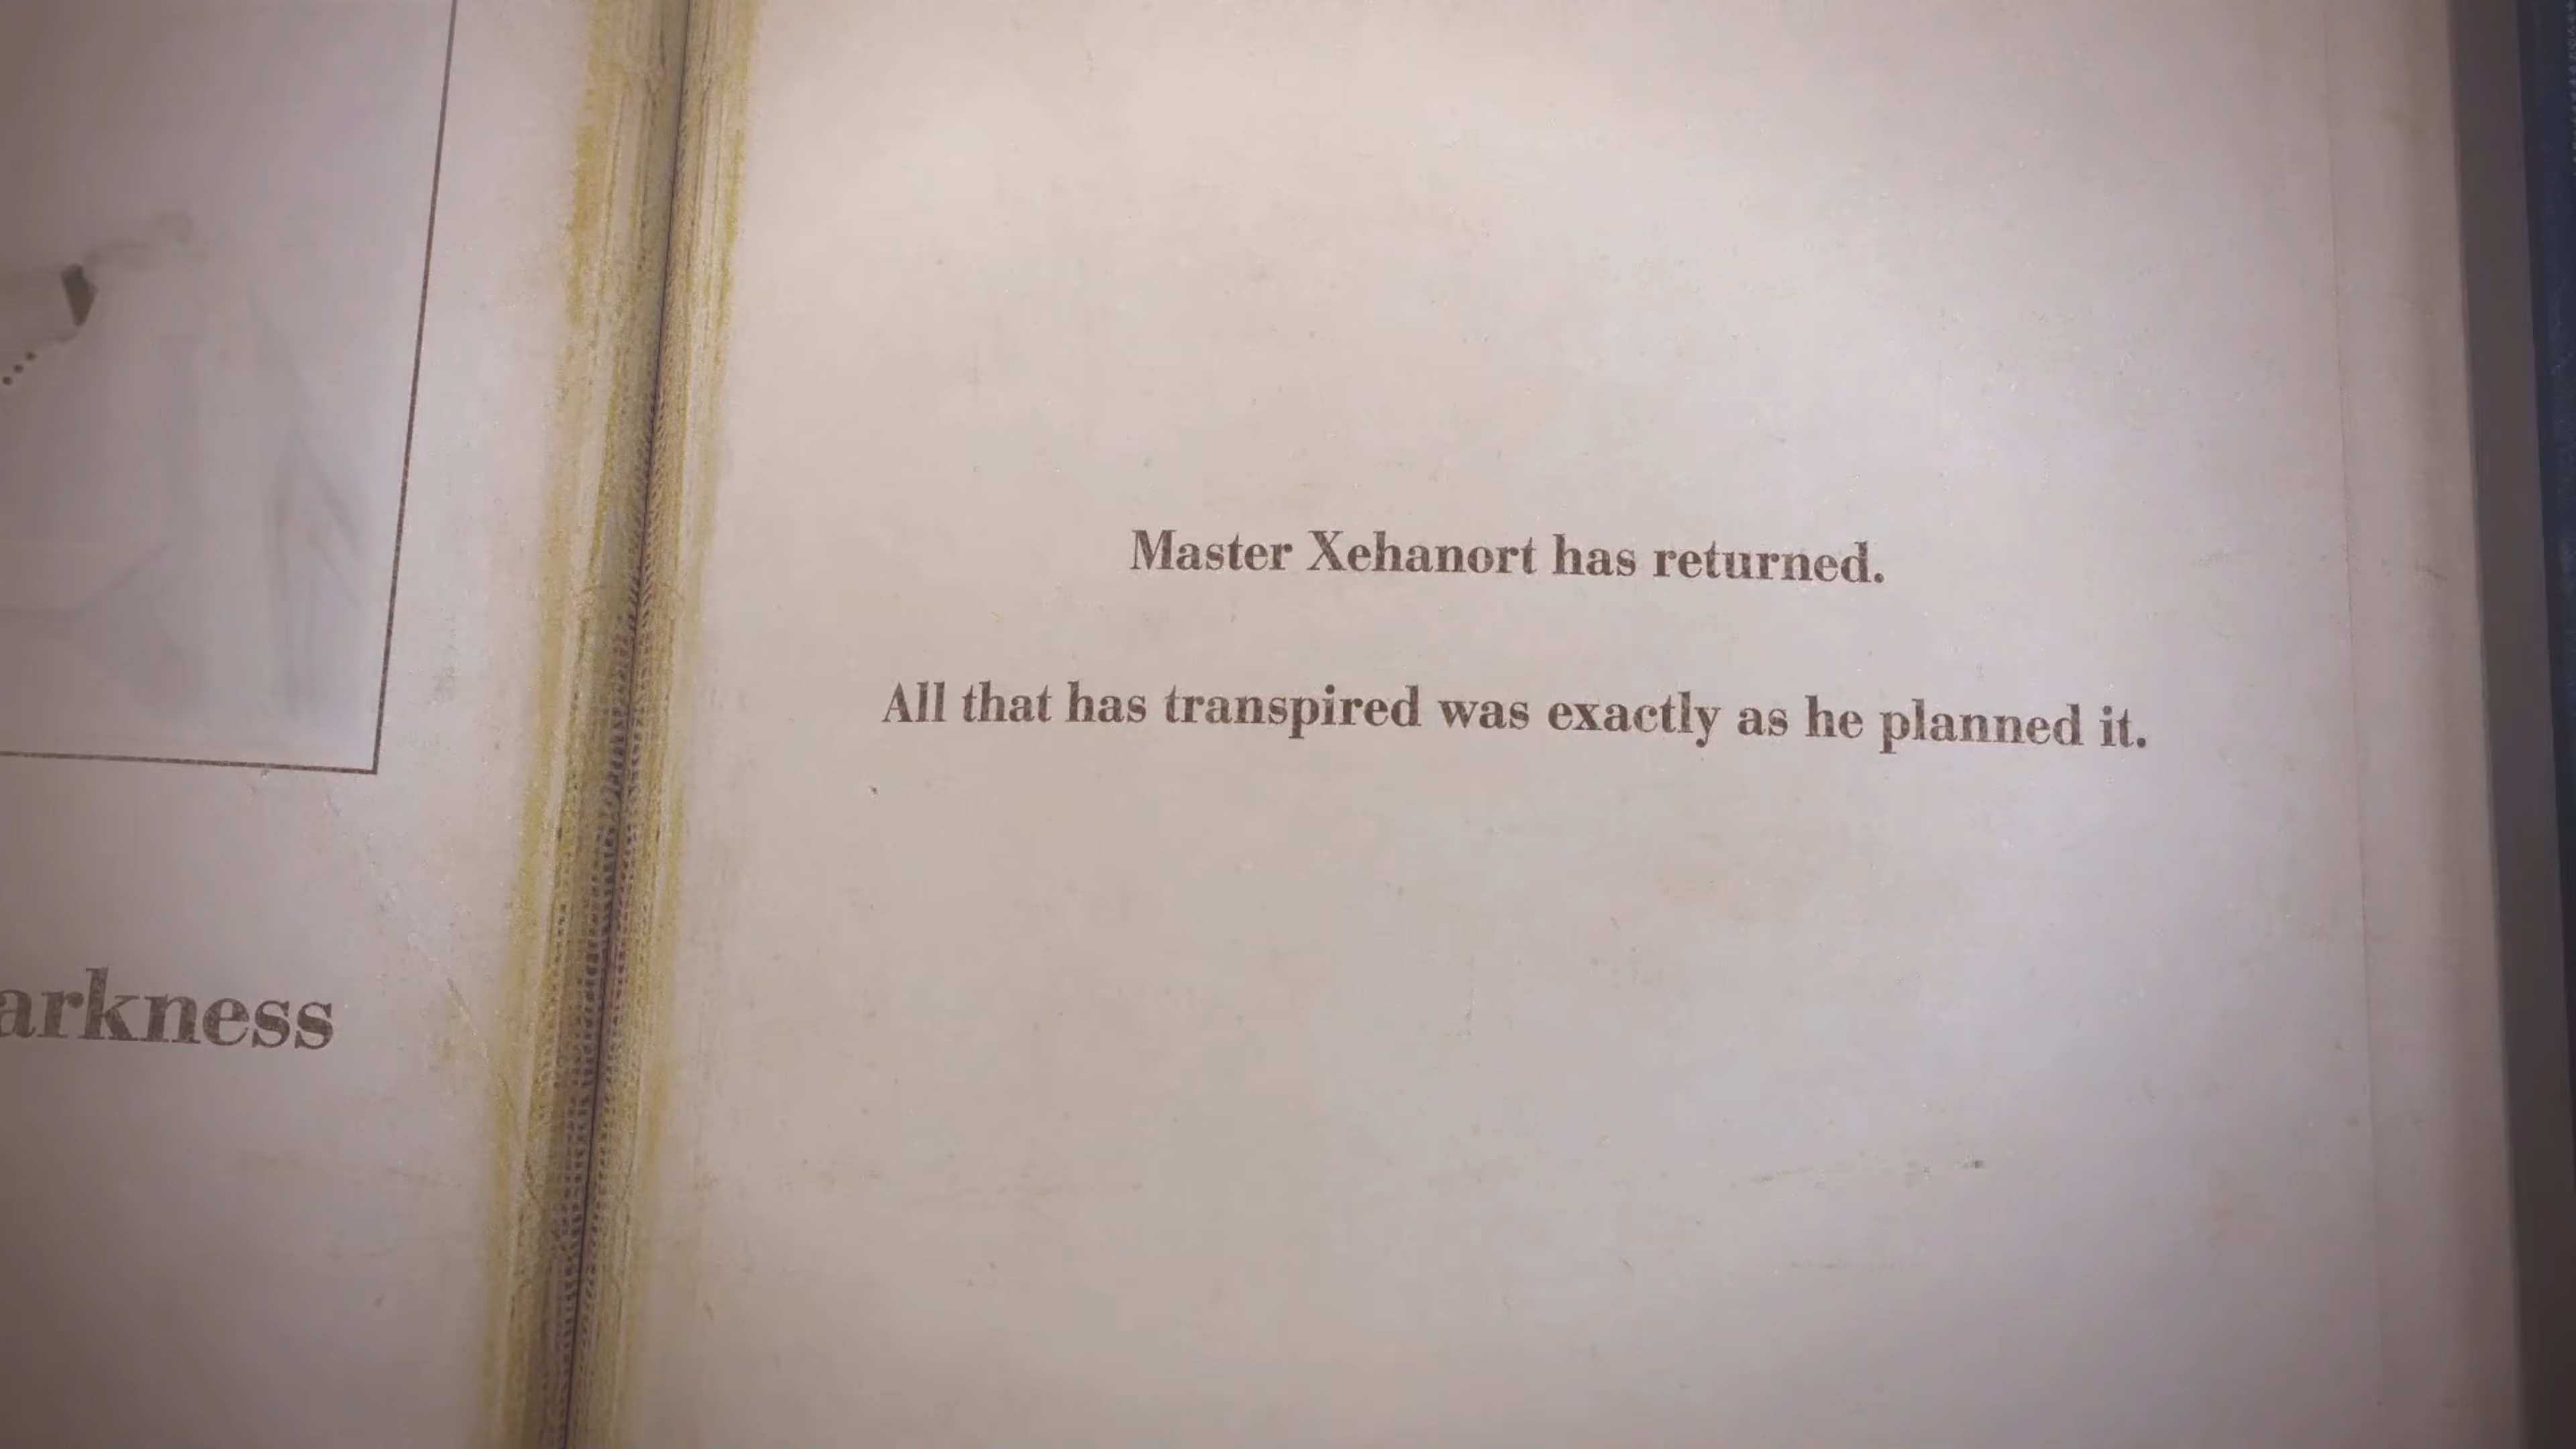 arkness
Master Xehanort has returned.
All that has transpired was exactly as he planned it.